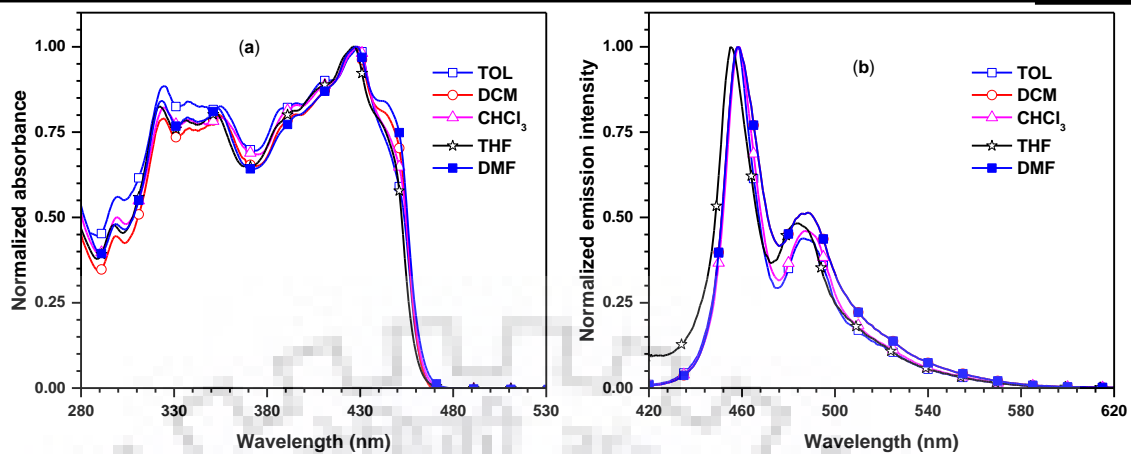 (a)
TOL
DCM
CHCl₃
THF
DMF
Normalized absorbance
1.00
0.75
0.50
0.25
0.00
280 330 380 430 480 530
Wavelength (nm)
(b)
TOL
DCM
CHCl₃
THF
DMF
Normalized emission intensity
1.00
0.75
0.50
0.25
0.00
420 460 500 540 580 620
Wavelength (nm)